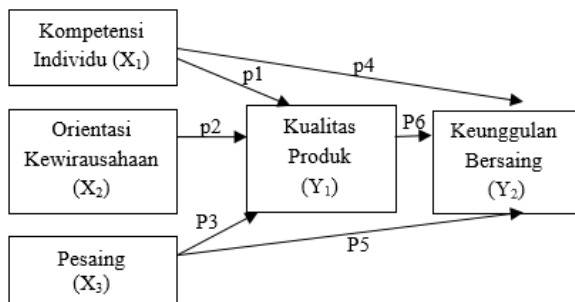 Kompetensi
Individu (X₁)
p1
p4
Orientasi
Kewirausahaan
(X₂)
p2
Kualitas
Produk
(Y₁)
P6
Keunggulan
Bersaing
(Y₂)
P3
P5
Pesaing
(X₃)